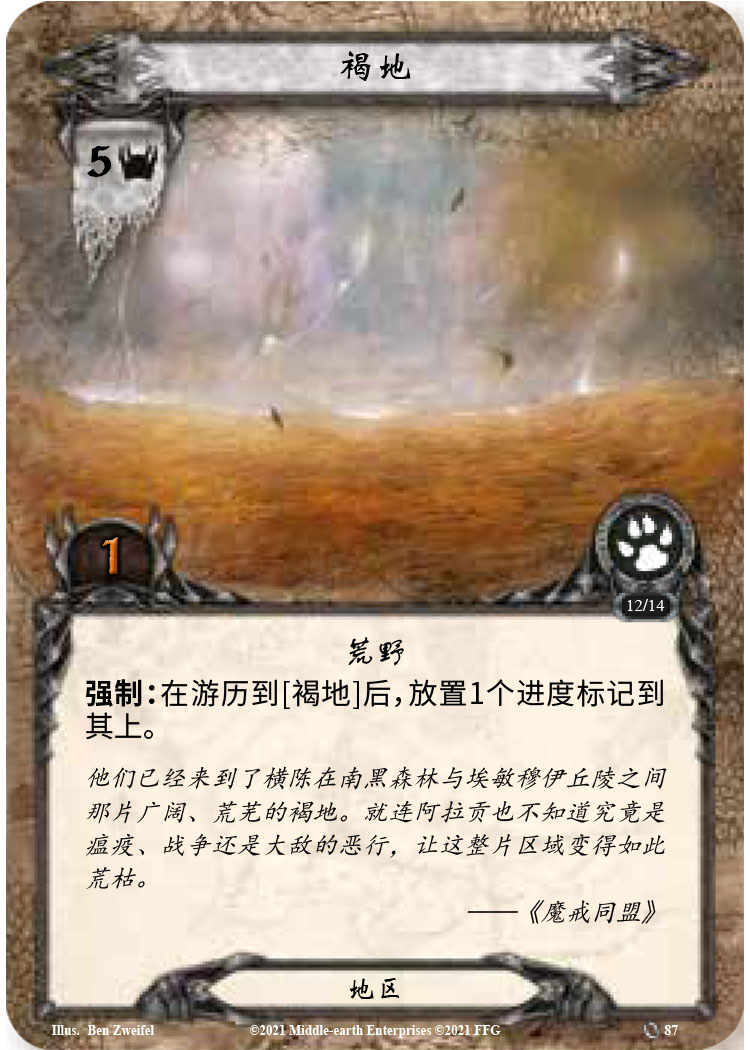 褐地
5
1
12/14
荒野
强制：在游历到[褐地]后，放置1个进度标记到
其上。
他们已经来到了横陈在南黑森林与埃敏穆伊丘陵之间
那片广阔、荒芜的褐地。就连阿拉贡也不知道究竟是
瘟疫、战争还是大敌的恶行，让这整片区域变得如此
荒枯。
——《魔戒同盟》
地区
Illus. Ben Zweifel ©2021 Middle-earth Enterprises ©2021 FFG 87